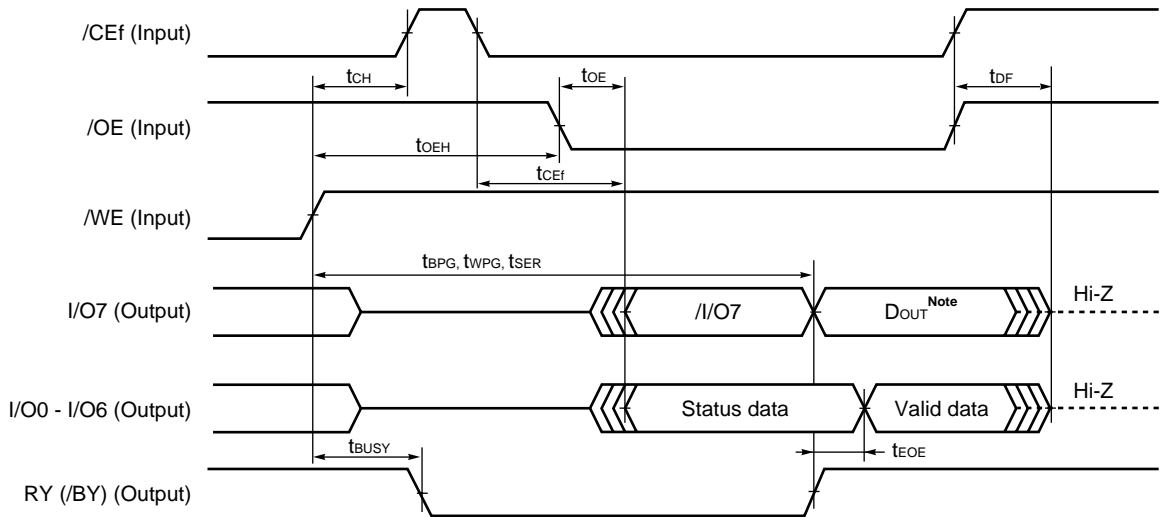 /CEf (Input)
tCH
tOE
tDF
/OE (Input)
tOEH
tCEf
/WE (Input)
tBPG, tWPG, tSER
I/O7 (Output)
/I/O7
DOUTNote
Hi-Z
I/O0 - I/O6 (Output)
Status data
Valid data
Hi-Z
tBUSY
tEOE
RY (/BY) (Output)